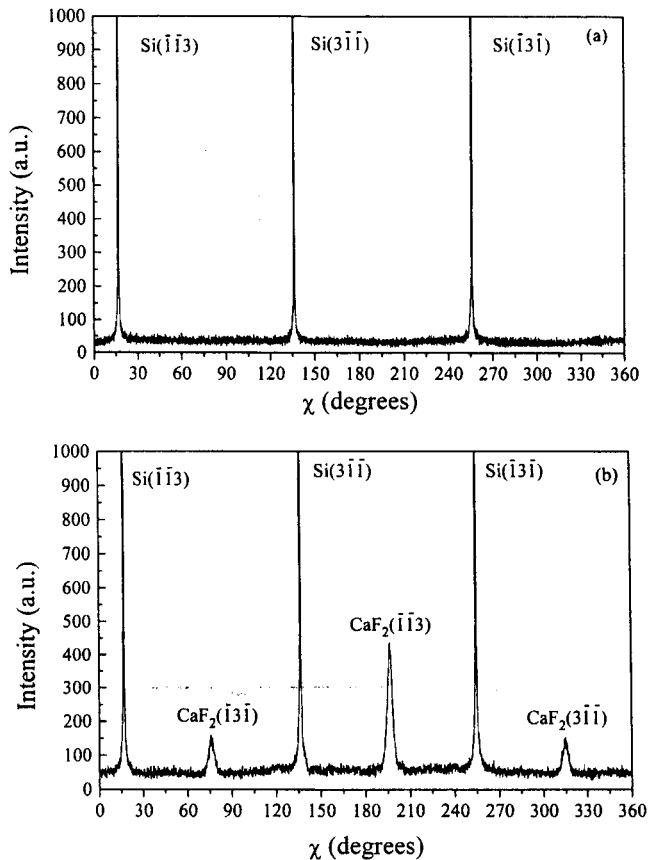 1000
900
800
700
600
500
400
300
200
100
0
Intensity (a.u.)
Si(1̄1̄3)
Si(31̄1̄)
Si(1̄31̄)
(a)
0 30 60 90 120 150 180 210 240 270 300 330 360
χ (degrees)
1000
900
800
700
600
500
400
300
200
100
0
Intensity (a.u.)
Si(1̄1̄3)
Si(31̄1̄)
Si(1̄31̄)
(b)
CaF₂(1̄1̄3)
CaF₂(1̄31̄)
CaF₂(31̄1̄)
0 30 60 90 120 150 180 210 240 270 300 330 360
χ (degrees)